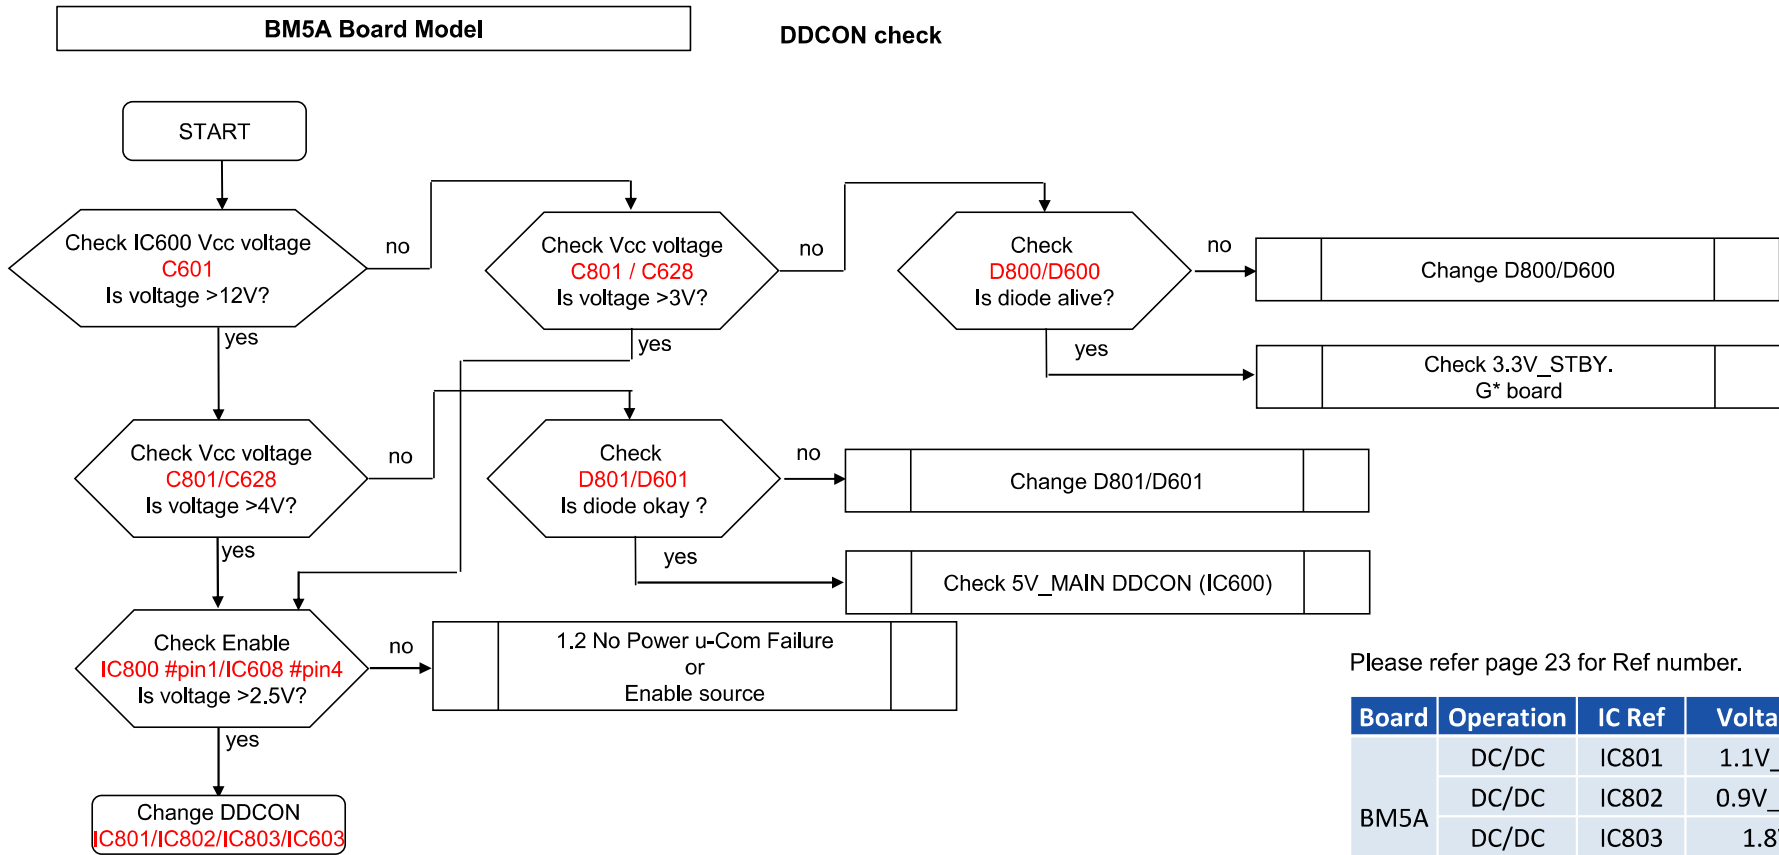 BM5A Board Model
DDCON check
START
Check IC600 Vcc voltage
C601
Is voltage >12V?
no
yes
Check Vcc voltage
C801 / C628
Is voltage >3V?
no
yes
Check
D800/D600
Is diode alive?
no
yes
Change D800/D600
Check 3.3V_STBY.
G* board
Check Vcc voltage
C801/C628
Is voltage >4V?
no
yes
Check
D801/D601
Is diode okay ?
no
yes
Change D801/D601
Check 5V_MAIN DDCON (IC600)
Check Enable
IC800 #pin1/IC608 #pin4
Is voltage >2.5V?
no
yes
1.2 No Power u-Com Failure
or
Enable source
Change DDCON
IC801/IC802/IC803/IC603
Please refer page 23 for Ref number.
Board Operation IC Ref
BM5A
DC/DC IC801 1.1V_
DC/DC IC802 0.9V_
DC/DC IC803